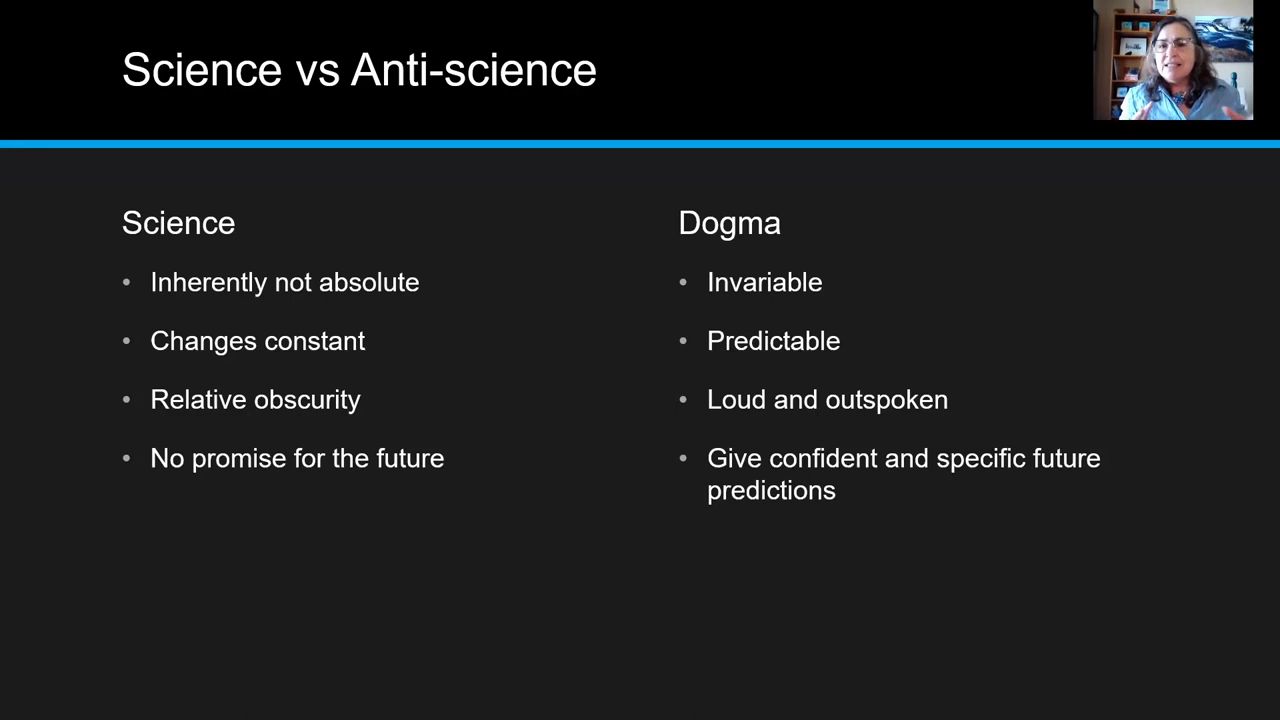 Science vs Anti-science
Science
• Inherently not absolute
• Changes constant
• Relative obscurity
• No promise for the future
Dogma
• Invariable
• Predictable
• Loud and outspoken
• Give confident and specific future
predictions